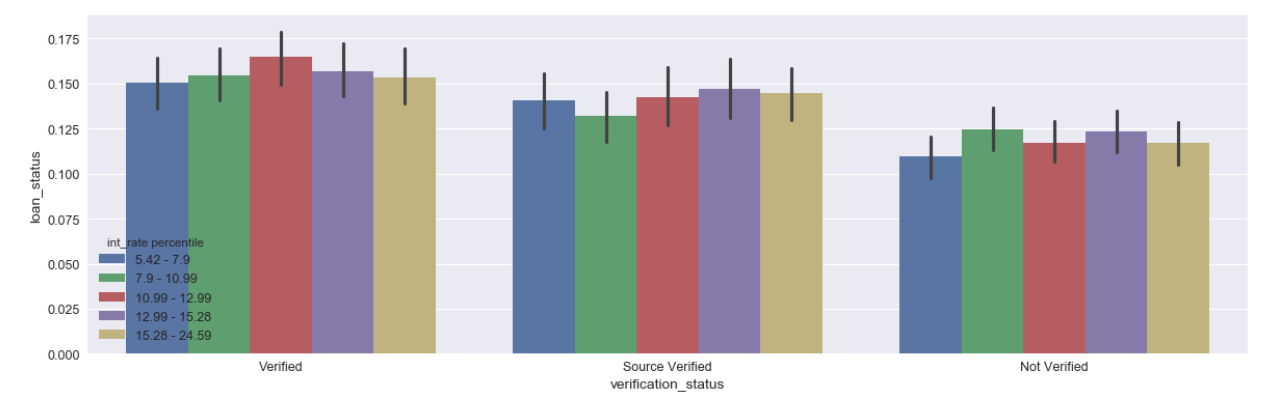 0.175
0.150
0.125
0.100
0.075
0.050
0.025
0.000
loan_status
int_rate percentile
5.42 - 7.9
7.9 - 10.99
10.99 - 12.99
12.99 - 15.28
15.28 - 24.59
Verified
Source Verified
Not Verified
verification_status